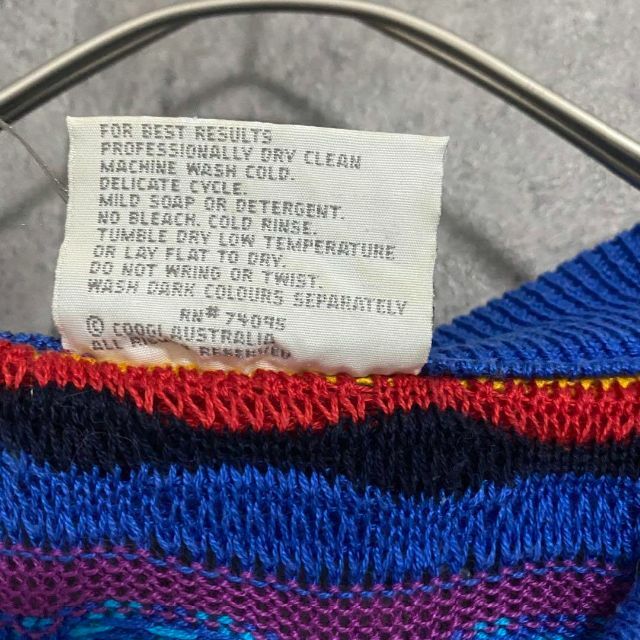 FOR BEST RESULTS
PROFESSIONALLY DRY CLEAN
MACHINE WASH COLD.
DELICATE CYCLE.
MILD SOAP OR DETERGENT.
NO BLEACH. COLD RINSE.
TUMBLE DRY LOW TEMPERATURE
OR LAY FLAT TO DRY.
DO NOT WRING OR TWIST.
WASH DARK COLOURS SEPARATELY
RN# 74095
© COOGI AUSTRALIA
ALL RESERVED